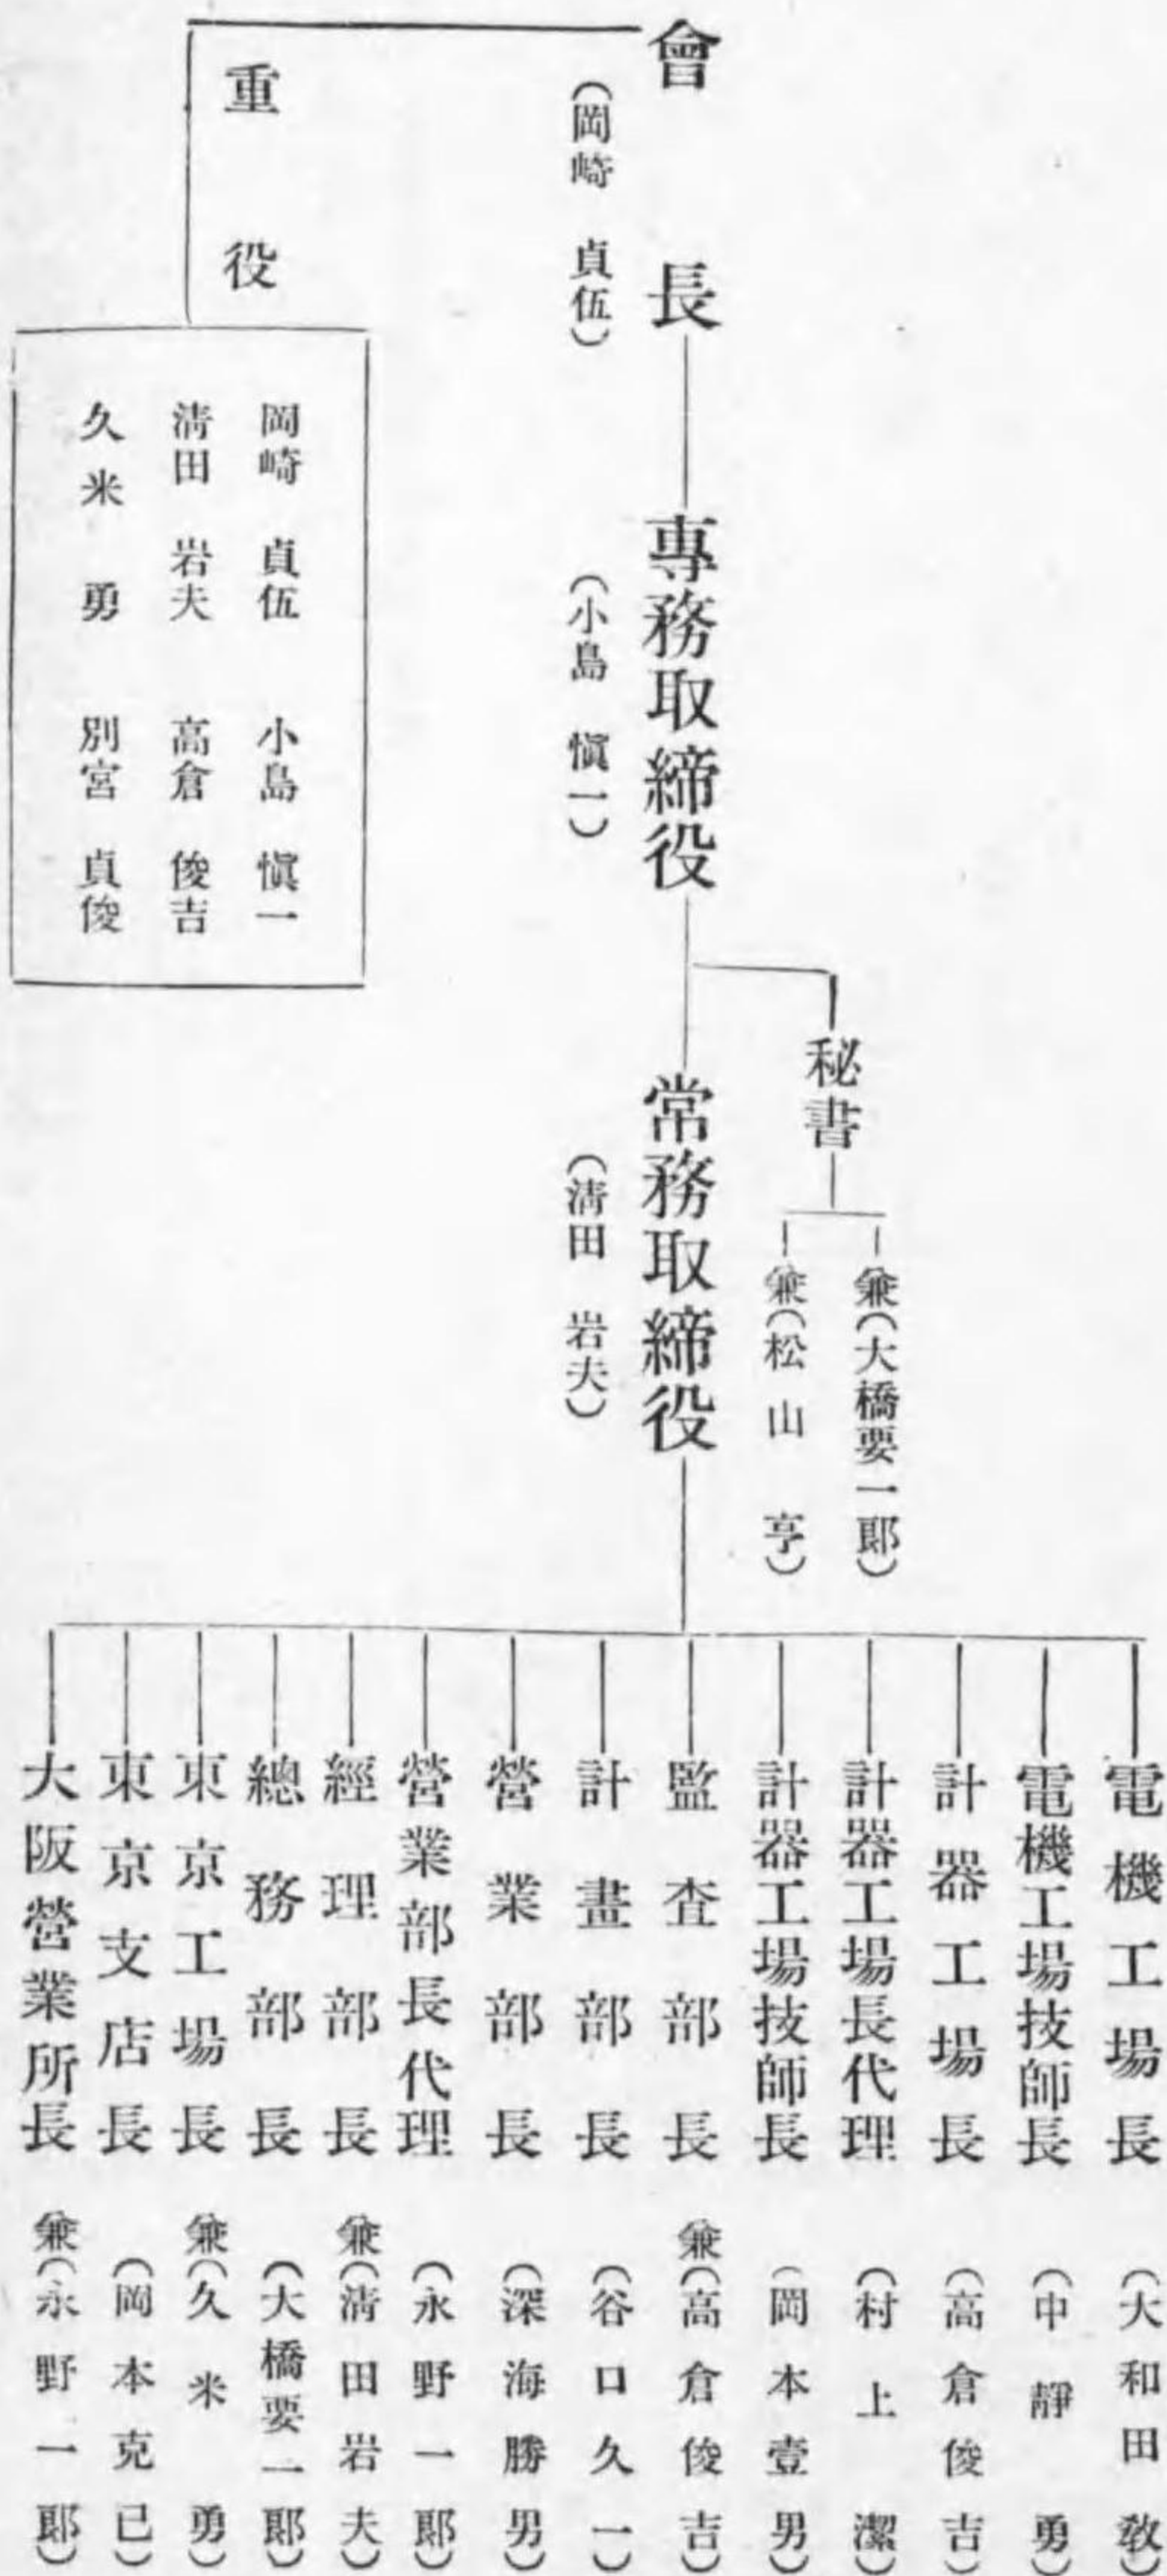 會長
(岡崎 貞伍)
專務取締役
(小島 愼一)
秘書
兼(大橋要一郎)
兼(松山 亨)
常務取締役
(淸田 岩夫)
重役
岡崎 貞伍 小島 愼一
淸田 岩夫 高倉 俊吉
久米 勇 別宮 貞俊
電機工場長 (大和田 敎)
電機工場技師長 (中靜 勇)
計器工場長 (高倉俊吉)
計器工場長代理 (村上 潔)
計器工場技師長 (岡本壹男)
監査部長 兼(高倉俊吉)
計畫部長 (谷口久一)
營業部長 (深海勝男)
營業部長代理 (永野一郎)
經理部長 兼(淸田岩夫)
總務部長 (大橋要一郎)
東京工場長 兼(久米 勇)
東京支店長 (岡本克已)
大阪營業所長 兼(永野一郎)